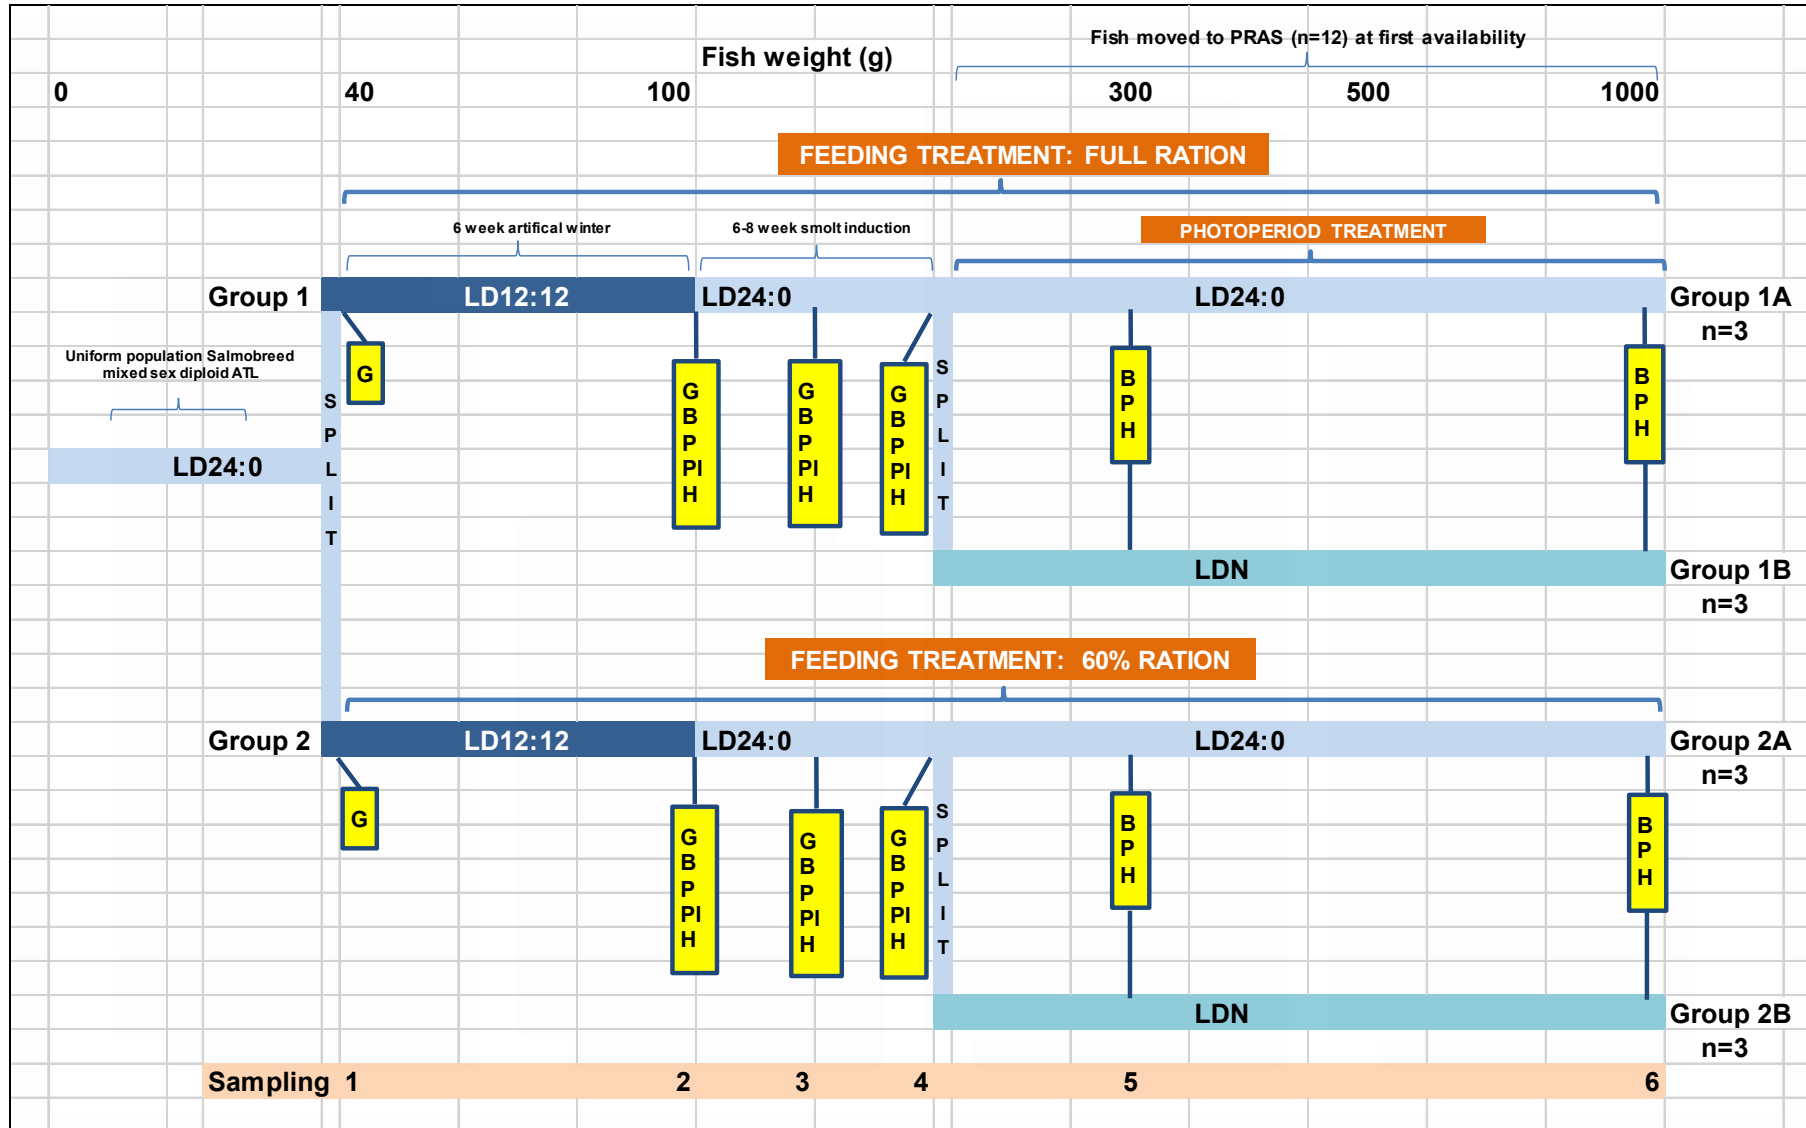 Fish moved to PRAS (n=12) at first availability
Fish weight (g)
0 40 100 300 500 1000
FEEDING TREATMENT: FULL RATION
6 week artifical winter
6-8 week smolt induction
PHOTOPERIOD TREATMENT
Group 1
LD12:12
LD24:0
LD24:0
Group 1A
n=3
Uniform population Salmobreed
mixed sex diploid ATL
LD24:0
S
P
L
I
T
G
G
B
P
PI
H
G
B
P
PI
H
G
B
P
PI
H
S
P
L
I
T
B
P
H
B
P
H
LDN
Group 1B
n=3
FEEDING TREATMENT: 60% RATION
Group 2
LD12:12
LD24:0
LD24:0
Group 2A
n=3
G
G
B
P
PI
H
G
B
P
PI
H
G
B
P
PI
H
S
P
L
I
T
B
P
H
B
P
H
LDN
Group 2B
n=3
Sampling 1 2 3 4 5 6